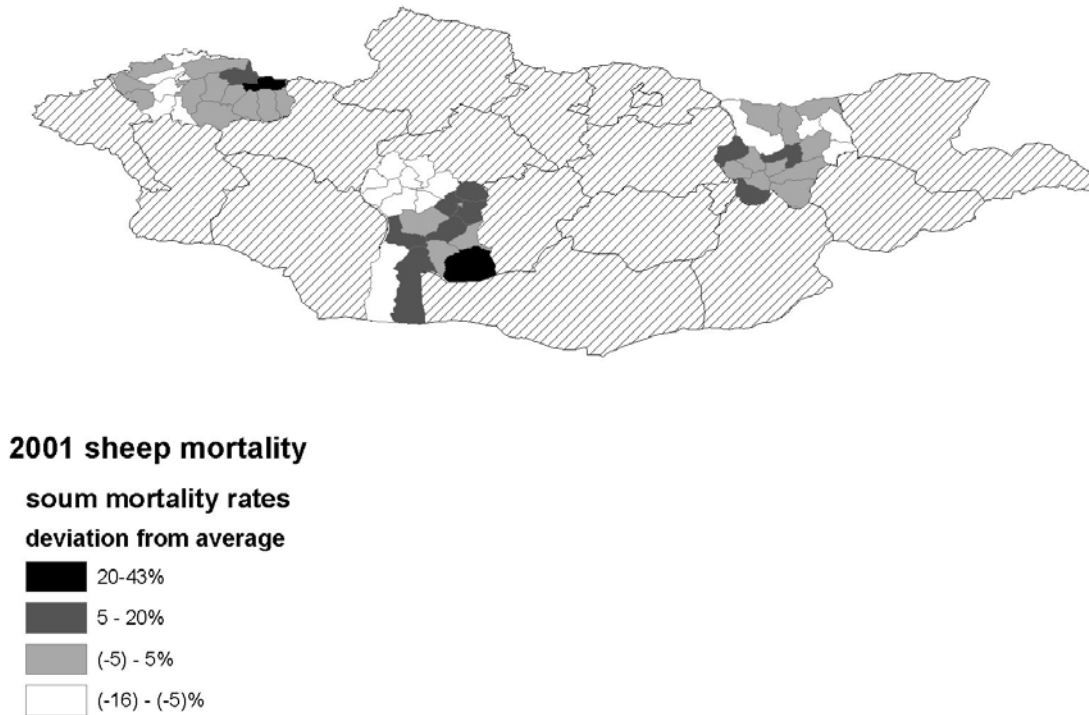 2001 sheep mortality
soum mortality rates
deviation from average
20-43%
5 - 20%
(-5) - 5%
(-16) - (-5)%